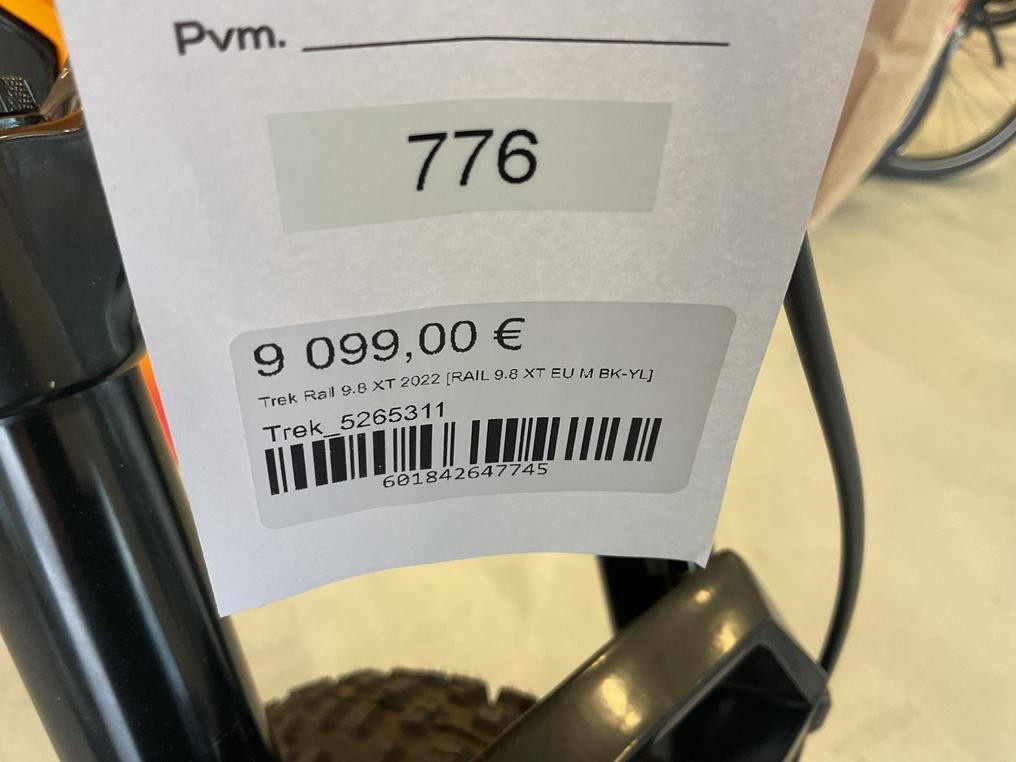 Pvm.
776
9 099,00 €
Trek Rail 9.8 XT 2022 [RAIL 9.8 XT EU M BK-YL]
Trek_5265311
601842647745